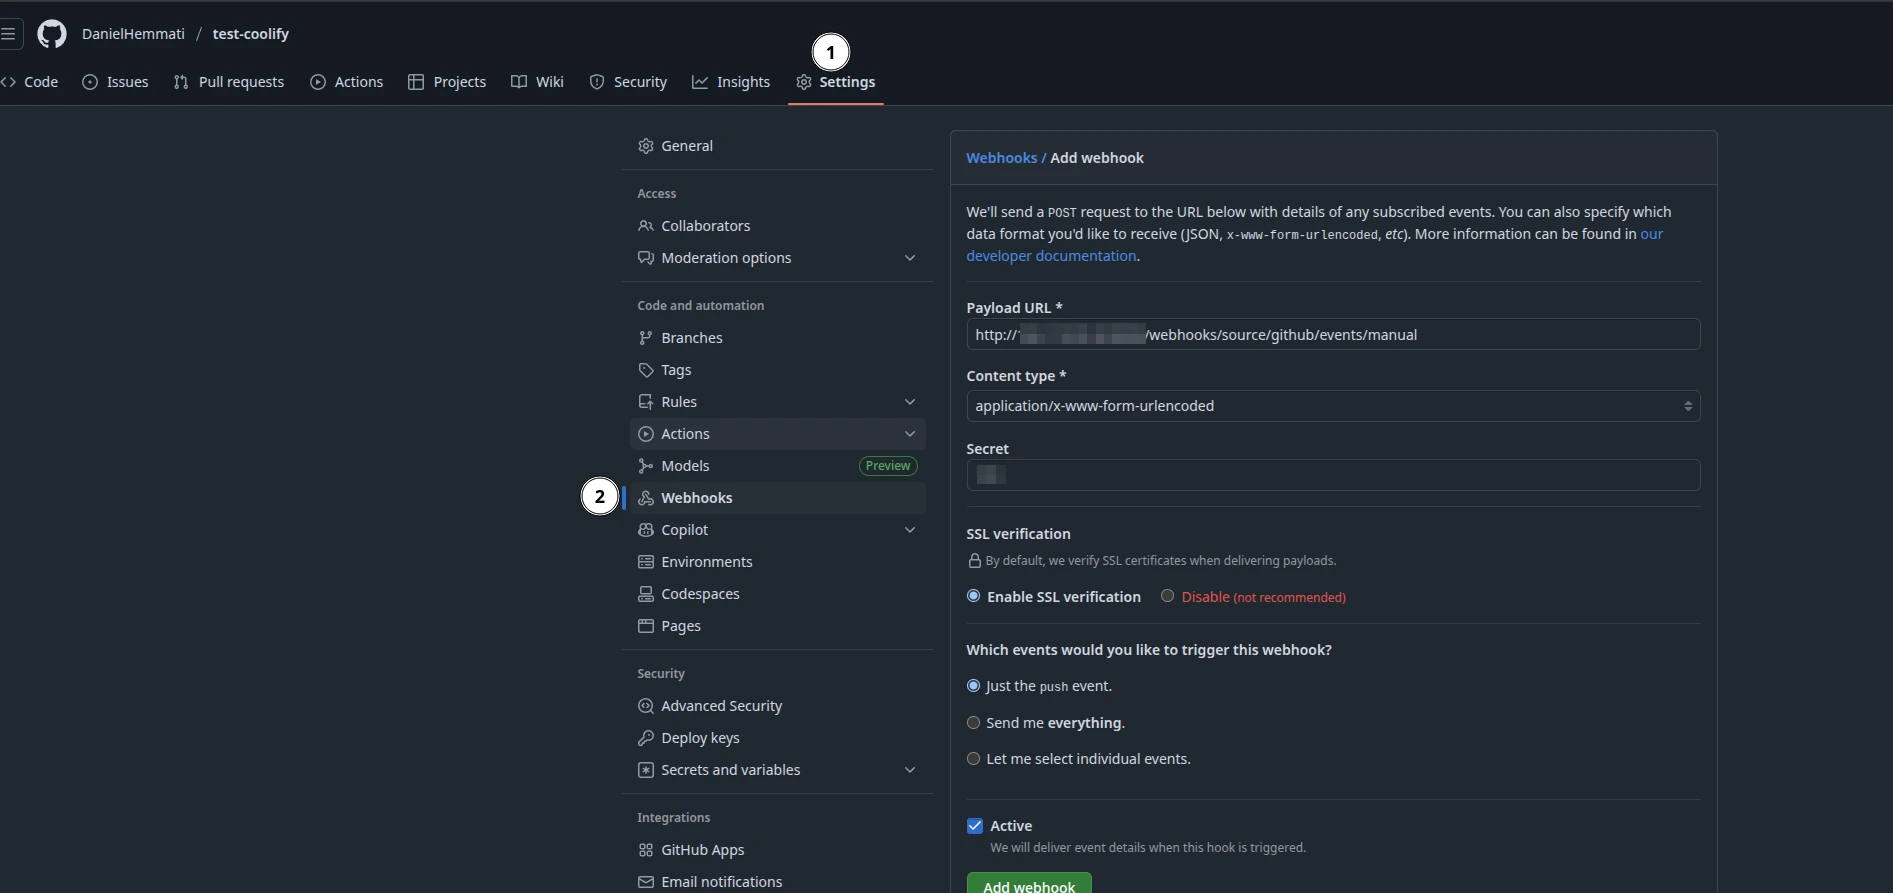 DanielHemmati / test-coolify
1
Code Issues Pull requests Actions Projects Wiki Security Insights Settings
General
Access
Collaborators
Moderation options
Code and automation
Branches
Tags
Rules
Actions
Models Preview
2 Webhooks
Copilot
Environments
Codespaces
Pages
Security
Advanced Security
Deploy keys
Secrets and variables
Integrations
GitHub Apps
Email notifications
Webhooks / Add webhook
We'll send a POST request to the URL below with details of any subscribed events. You can also specify which
data format you'd like to receive (JSON, x-www-form-urlencoded, etc). More information can be found in our
developer documentation.
Payload URL *
http:// /webhooks/source/github/events/manual
Content type *
application/x-www-form-urlencoded
Secret
SSL verification
By default, we verify SSL certificates when delivering payloads.
Enable SSL verification Disable (not recommended)
Which events would you like to trigger this webhook?
Just the push event.
Send me everything.
Let me select individual events.
Active
We will deliver event details when this hook is triggered.
Add webhook